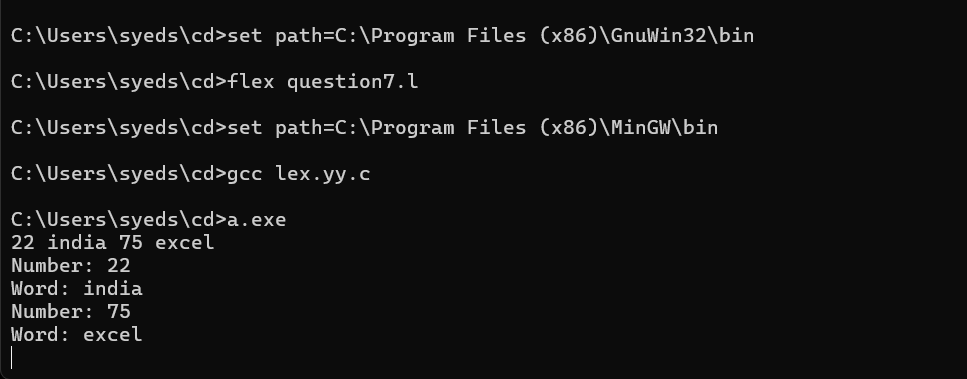 C:\Users\syeds\cd>set path=C:\Program Files (x86)\GnuWin32\bin
C:\Users\syeds\cd>flex question7.l
C:\Users\syeds\cd>set path=C:\Program Files (x86)\MinGW\bin
C:\Users\syeds\cd>gcc lex.yy.c
C:\Users\syeds\cd>a.exe
22 india 75 excel
Number: 22
Word: india
Number: 75
Word: excel